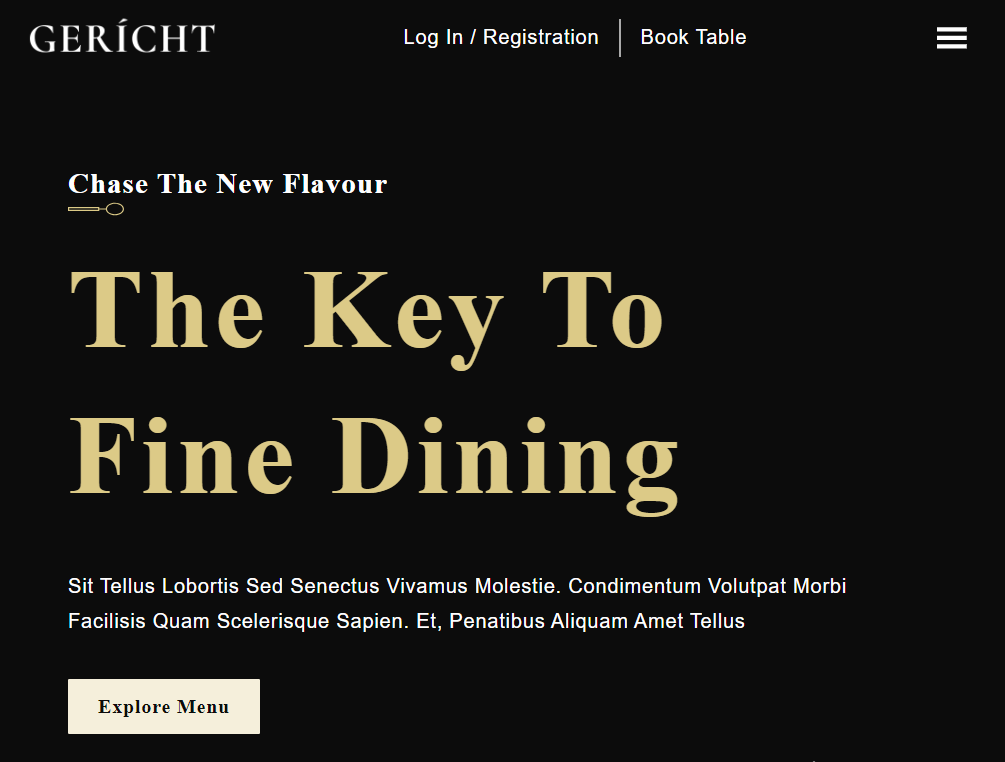 GERÍCHT
Log In / Registration
Book Table
Chase The New Flavour
The Key To
Fine Dining
Sit Tellus Lobortis Sed Senectus Vivamus Molestie. Condimentum Volutpat Morbi
Facilisis Quam Scelerisque Sapien. Et, Penatibus Aliquam Amet Tellus
Explore Menu